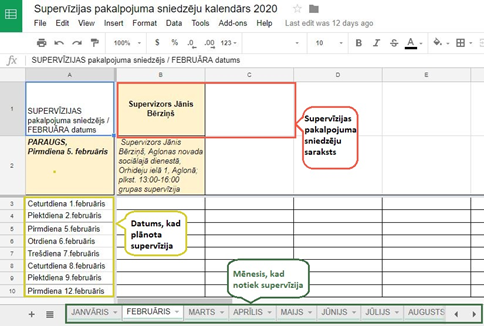 Supervīzijas pakalpojuma sniedzēju kalendārs 2020
File Edit View Insert Format Data Tools Add-ons Help Last edit was 12 days ago
100% $ % .0 .00 123 10 B I S A
fx SUPERVĪZIJAS pakalpojuma sniedzējs / FEBRUĀRA datums
A B C D E
1
SUPERVĪZIJAS
pakalpojuma sniedzējs /
FEBRUĀRA datums
Supervizors Jānis
Bērziņš
Supervīzijas
pakalpojuma
sniedzēju
saraksts
2
PARAUGS,
Pirmdiena 5. februāris
Supervizors Jānis
Bērziņš, Aglonas novada
sociālajā dienestā,
Orhideju ielā 1, Aglonā;
plkst. 13:00-16:00
grupas supervīzija
3 Ceturtdiena 1.februāris
4 Piektdiena 2.februāris
5 Pirmdiena 5.februāris
6 Otrdiena 6.februāris
7 Trešdiena 7.februāris
8 Ceturtdiena 8.februāris
9 Piektdiena 9.februāris
10 Pirmdiena 12.februāris
Datums, kad
plānota
supervīzija
Mēnesis, kad
notiek supervīzija
JANVĀRIS FEBRUĀRIS MARTS APRĪLIS MAIJS JŪNIJS JŪLIJS AUGUSTS